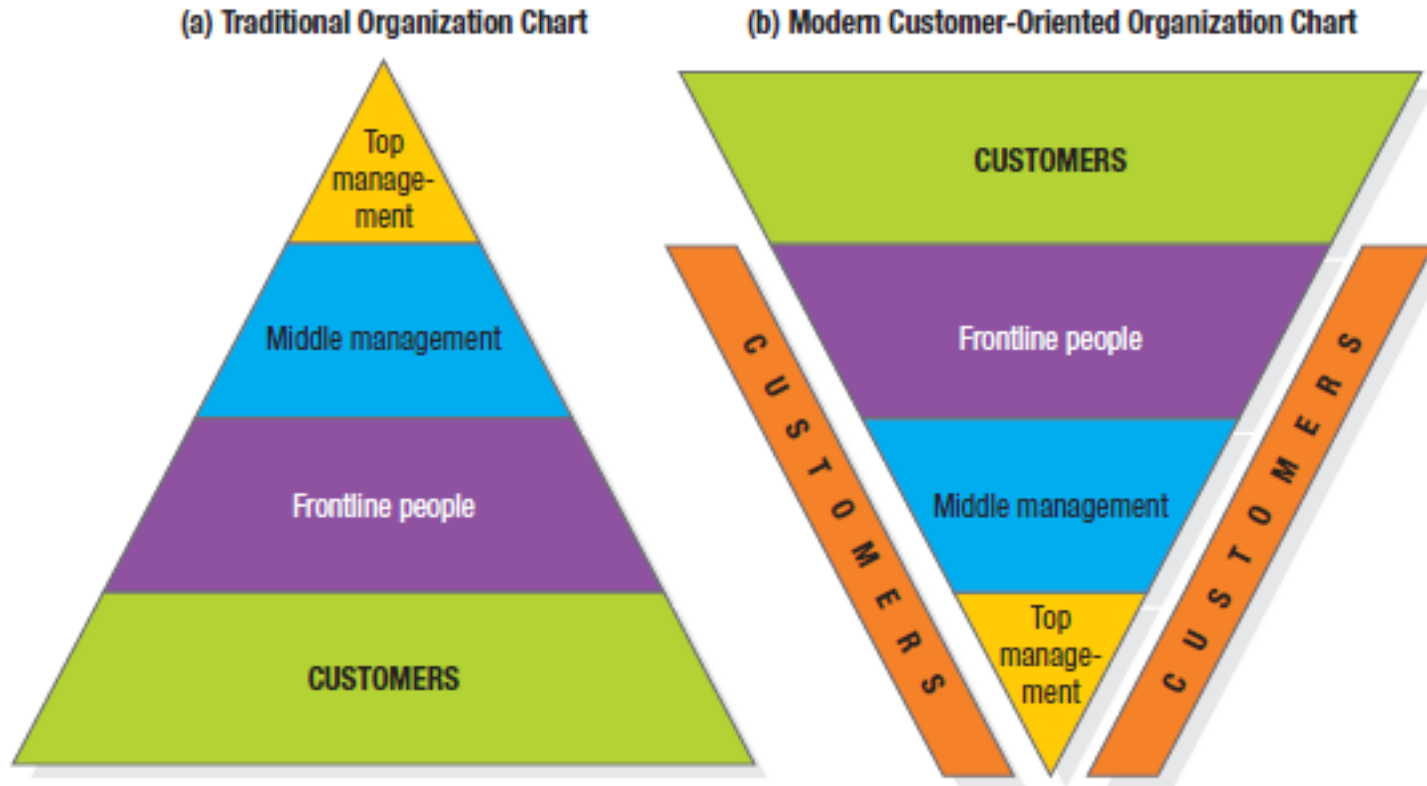 (a) Traditional Organization Chart
Top
manage-
ment
Middle management
Frontline people
CUSTOMERS
(b) Modern Customer-Oriented Organization Chart
CUSTOMERS
Frontline people
Middle management
Top
manage-
ment
CUSTOMERS
CUSTOMERS